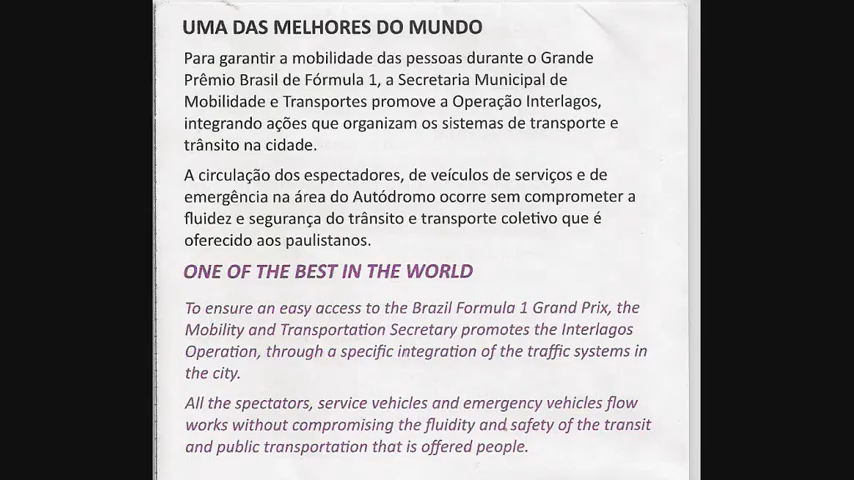 UMA DAS MELHORES DO MUNDO
Para garantir a mobilidade das pessoas durante o Grande
Prêmio Brasil de Fórmula 1, a Secretaria Municipal de
Mobilidade e Transportes promove a Operação Interlagos,
integrando ações que organizam os sistemas de transporte e
trânsito na cidade.
A circulação dos espectadores, de veículos de serviços e de
emergência na área do Autódromo ocorre sem comprometer a
fluidez e segurança do trânsito e transporte coletivo que é
oferecido aos paulistanos.
ONE OF THE BEST IN THE WORLD
To ensure an easy access to the Brazil Formula 1 Grand Prix, the
Mobility and Transportation Secretary promotes the Interlagos
Operation, through a specific integration of the traffic systems in
the city.
All the spectators, service vehicles and emergency vehicles flow
works without compromising the fluidity and safety of the transit
and public transportation that is offered people.